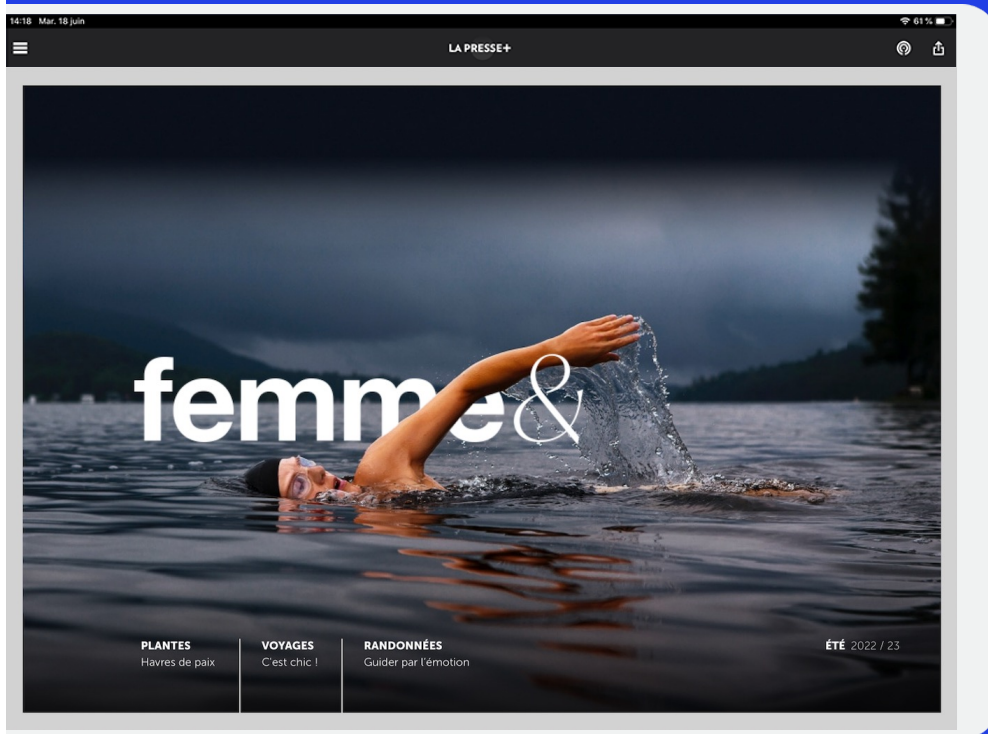 14:18 Mar. 18 juin
61 %
LA PRESSE+
femme&
PLANTES
Havres de paix
VOYAGES
C'est chic !
RANDONNÉES
Guider par l'émotion
ÉTÉ 2022 / 23